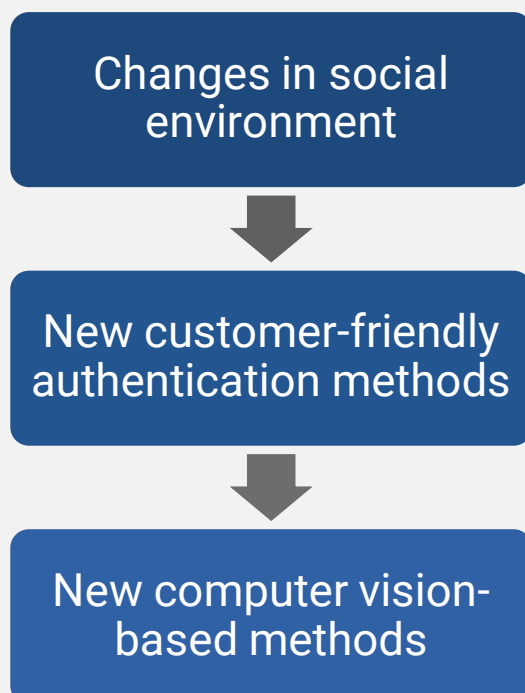 Changes in social
environment
New customer-friendly
authentication methods
New computer vision-
based methods